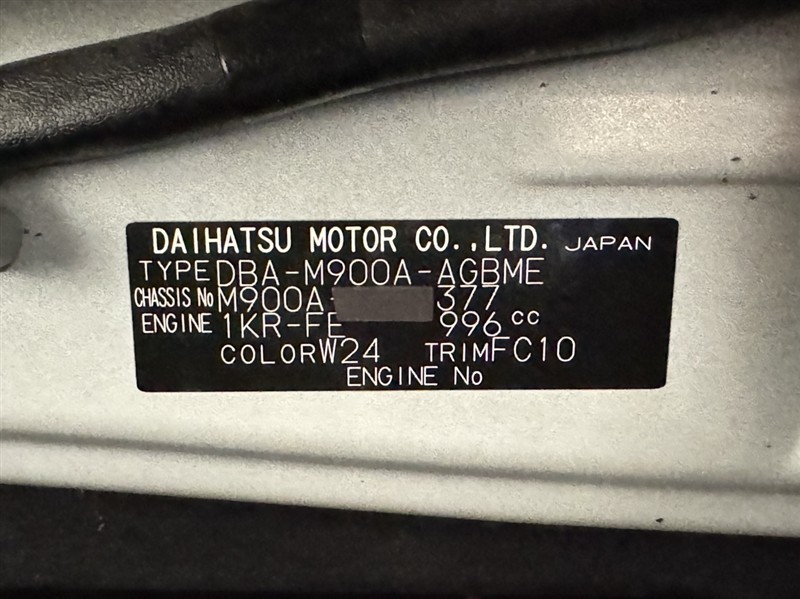 DAIHATSU MOTOR CO.,LTD. JAPAN
TYPE DBA-M900A-AGBME
CHASSIS No M900A- 377
ENGINE 1KR-FE 996 cc
COLOR W24 TRIM FC10
ENGINE No